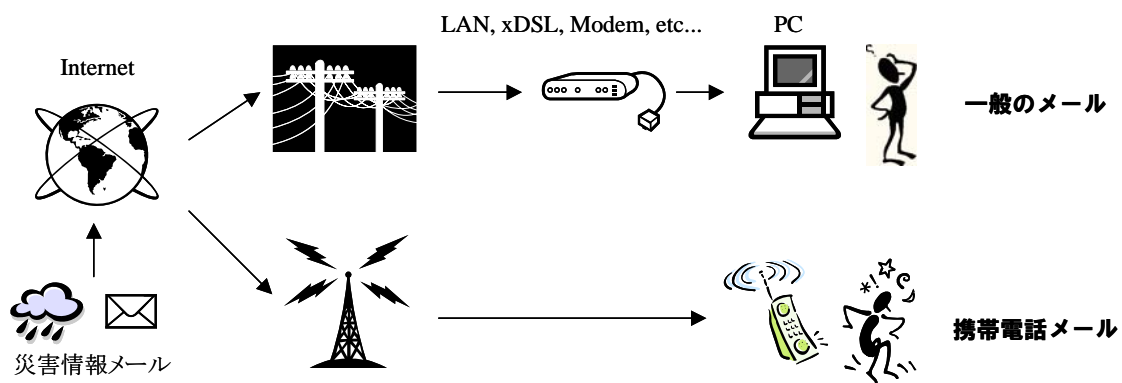 LAN, xDSL, Modem, etc...
PC
Internet
一般のメール
災害情報メール
携帯電話メール